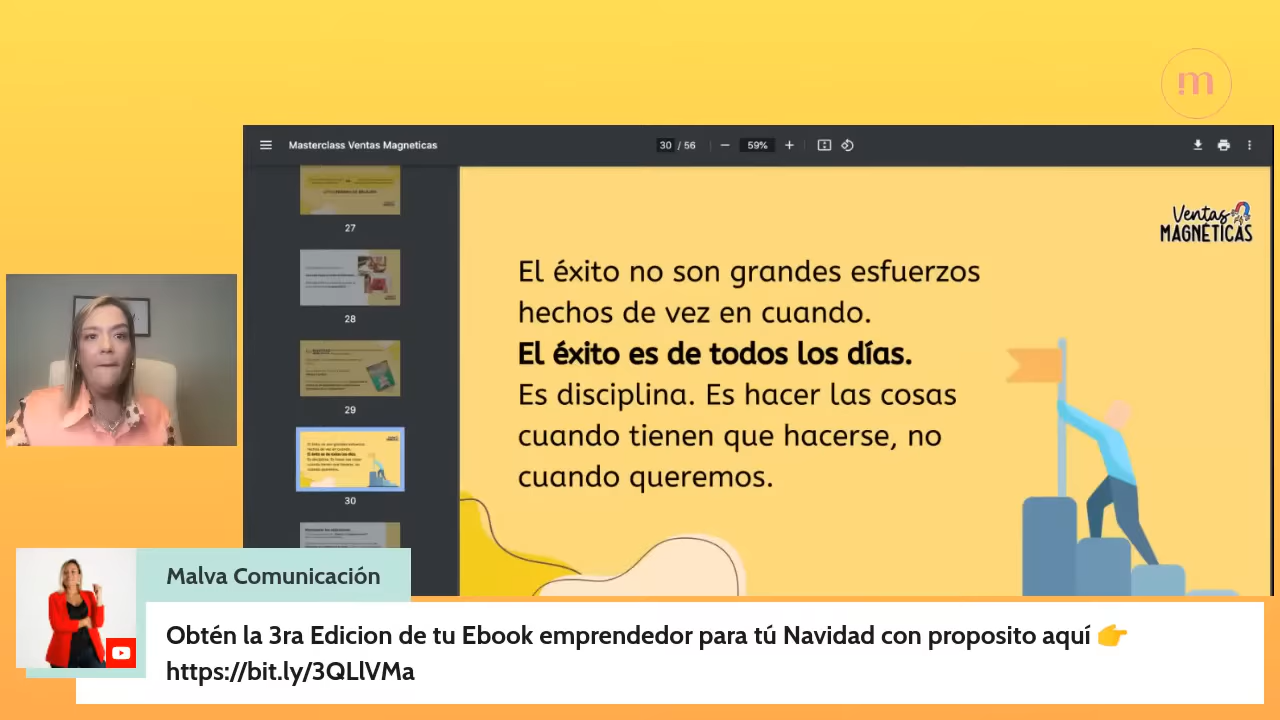 m
Masterclass Ventas Magneticas
30 / 56
59%
27
28
29
30
Ventas
MAGNÉTICAS
El éxito no son grandes esfuerzos
hechos de vez en cuando.
El éxito es de todos los días.
Es disciplina. Es hacer las cosas
cuando tienen que hacerse, no
cuando queremos.
Malva Comunicación
Obtén la 3ra Edicion de tu Ebook emprendedor para tú Navidad con proposito aquí 👉
https://bit.ly/3QLlVMa